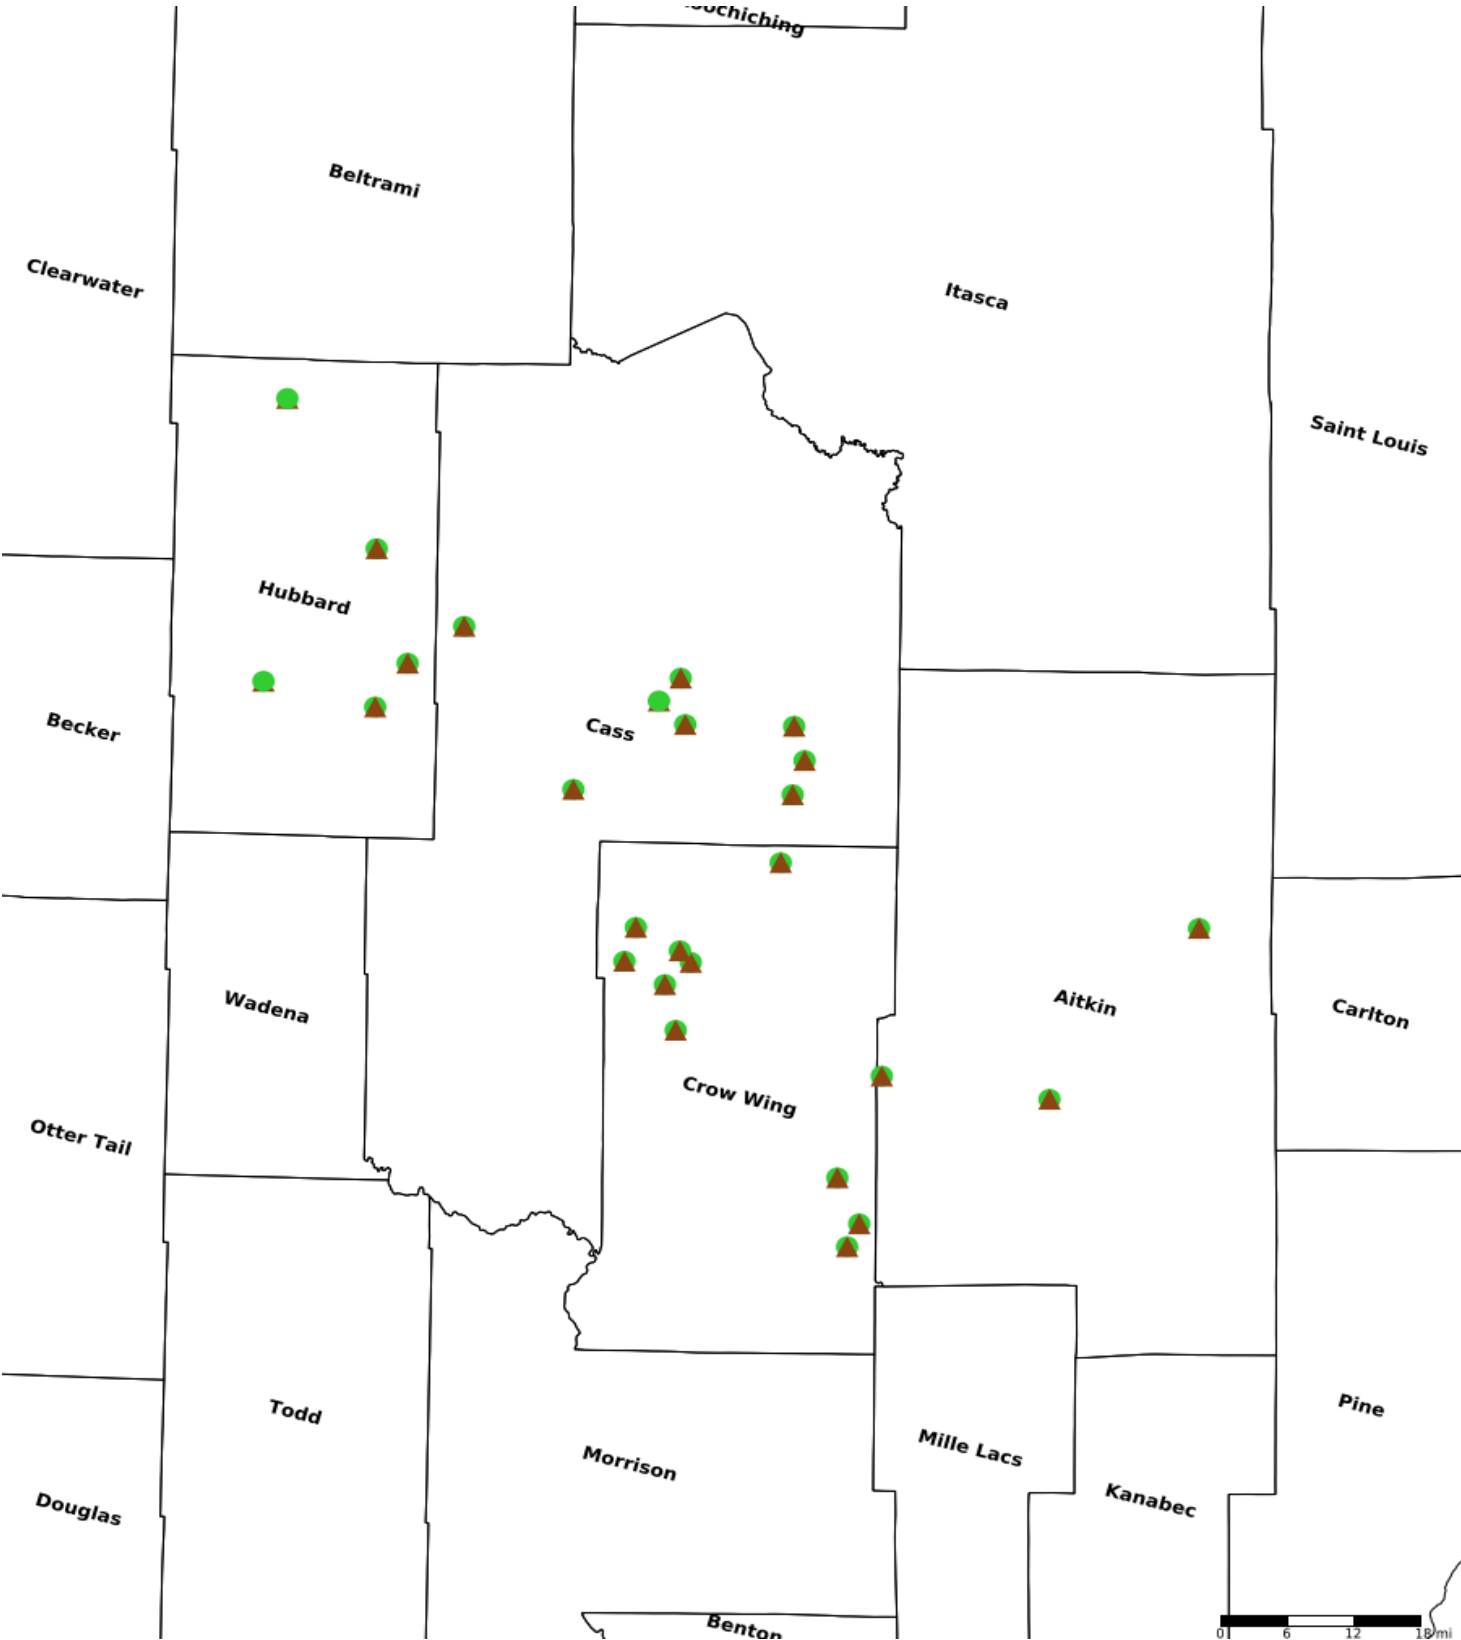 Beltrami
Clearwater
Itasca
Saint Louis
Hubbard
Becker
Cass
Wadena
Aitkin
Carlton
Crow Wing
Otter Tail
Todd
Pine
Morrison
Mille Lacs
Kanabec
Douglas
Benton
0 6 12 18 mi